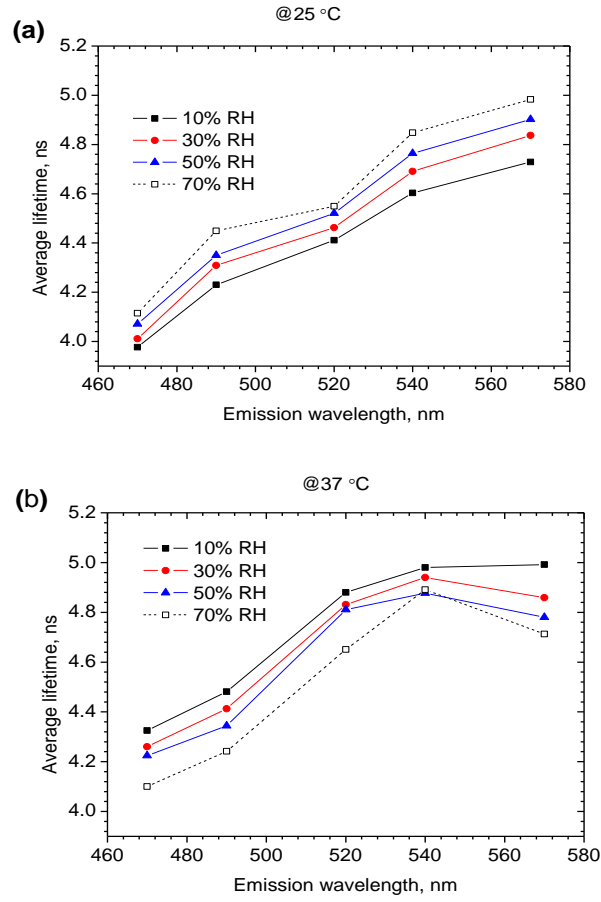 @25 °C
(a)
5.2
5.0
4.8
4.6
4.4
4.2
4.0
Average lifetime, ns
10% RH
30% RH
50% RH
70% RH
460 480 500 520 540 560 580
Emission wavelength, nm
@37 °C
(b)
5.2
5.0
4.8
4.6
4.4
4.2
4.0
Average lifetime, ns
10% RH
30% RH
50% RH
70% RH
460 480 500 520 540 560 580
Emission wavelength, nm